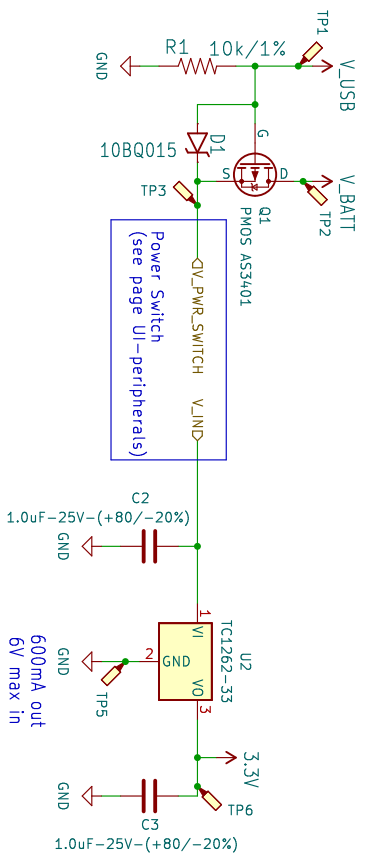 TP1
R1
10k/1%
GND
V_USB
10BQ015
D1
G
S
D
TP3
Q1
PMOS AS3401
TP2
V_BATT
Power Switch
(see page UI-peripherals)
V_PWR_SWITCH
V_IN
C2
1.0uF-25V-(+80/-20%)
GND
1
VI
U2
TC1262-33
2
GND
GND
TP5
VO
3
600mA out
6V max in
3.3V
TP6
GND
C3
1.0uF-25V-(+80/-20%)